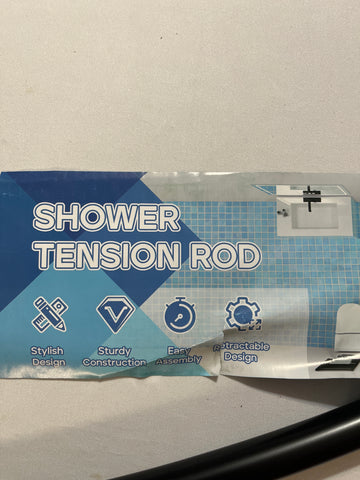 SHOWER
TENSION ROD
Stylish
Design
Sturdy
Construction
Easy
Assembly
Retractable
Design